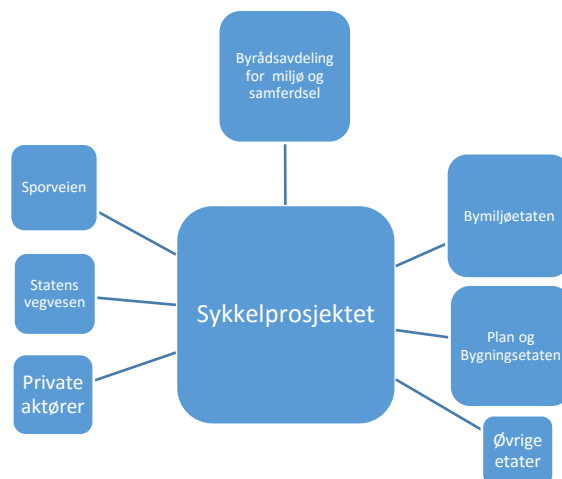 Byrådsavdeling
for miljø og
samferdsel
Sporveien
Bymiljøetaten
Statens
vegvesen
Sykkelprosjektet
Plan og
Bygningsetaten
Private
aktører
Øvrige
etater